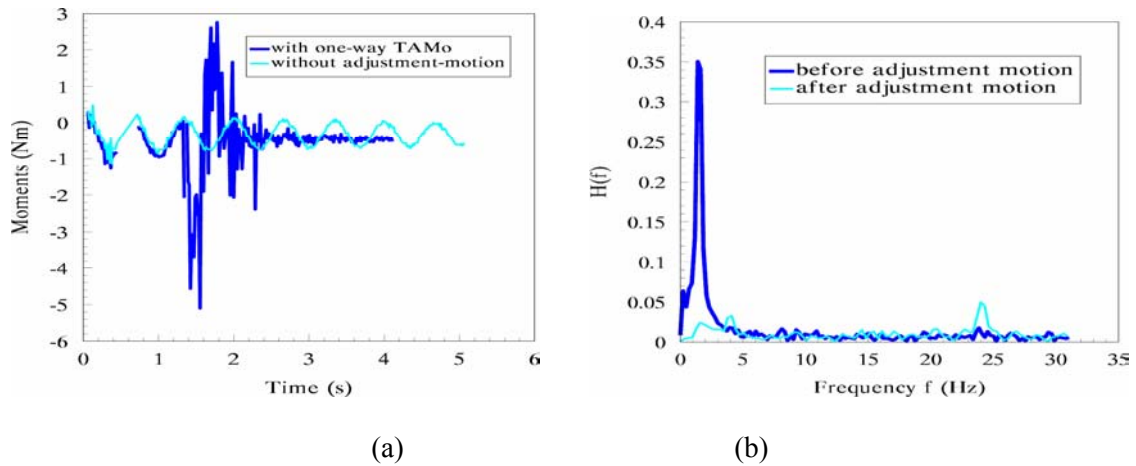 3
2
1
0
-1
-2
-3
-4
-5
-6
Moments (Nm)
with one-way TAMo
without adjustment-motion
0 1 2 3 4 5 6
Time (s)
(a)
0.4
0.35
0.3
0.25
0.2
0.15
0.1
0.05
0
H(f)
before adjustment motion
after adjustment motion
0 5 10 15 20 25 30 35
Frequency f (Hz)
(b)